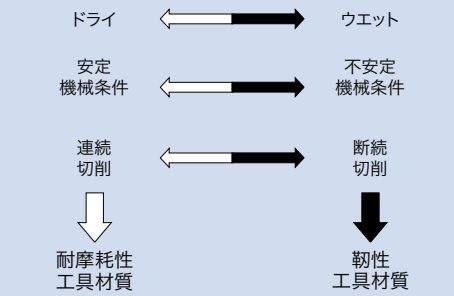 ドライ
ウエット
安定
機械条件
不安定
機械条件
連続
切削
断続
切削
耐摩耗性
工具材質
靭性
工具材質